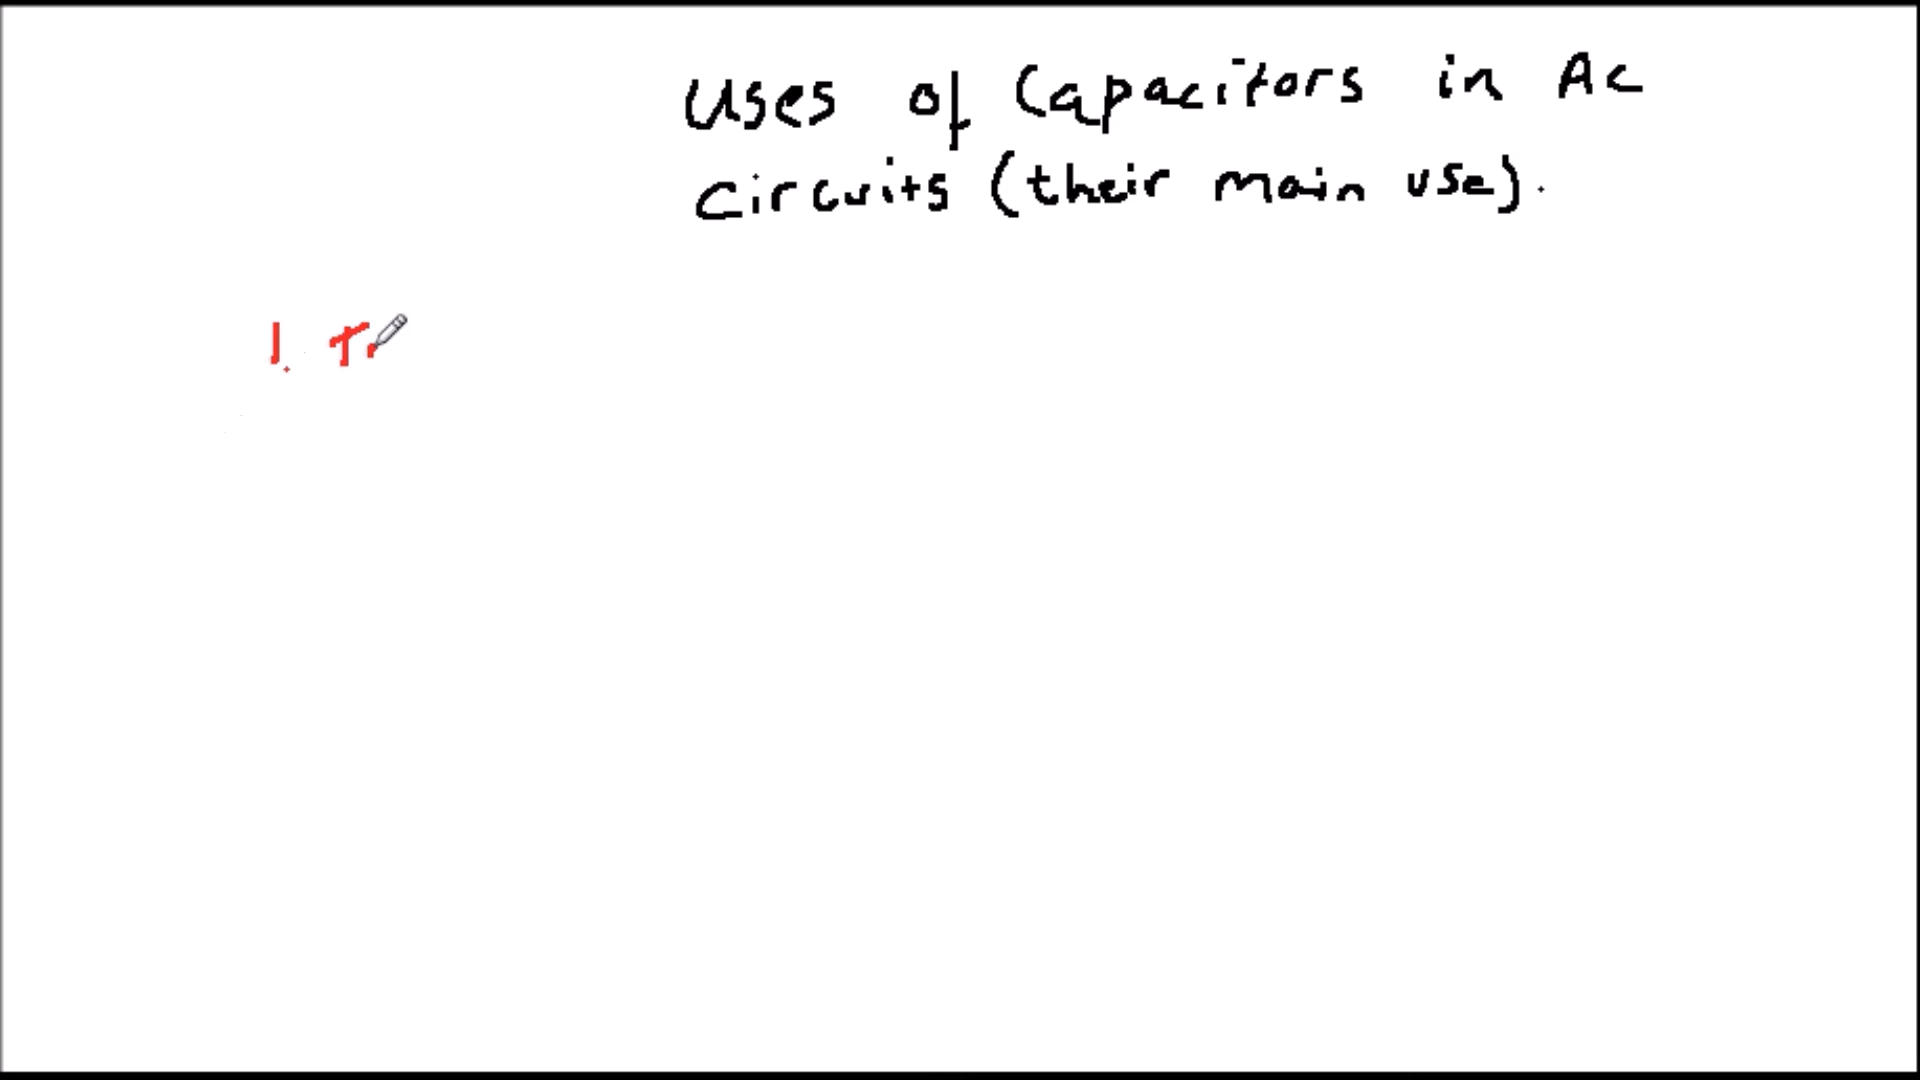 Uses of Capacitors in AC
circuits (their main use).
1. T